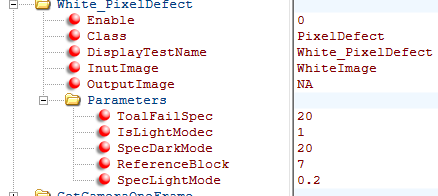 White_PixelDefect
Enable 0
Class PixelDefect
DisplayTestName White_PixelDefect
InutImage WhiteImage
OutputImage NA
Parameters
ToalFailSpec 20
IsLightModec 1
SpecDarkMode 20
ReferenceBlock 7
SpecLightMode 0.2